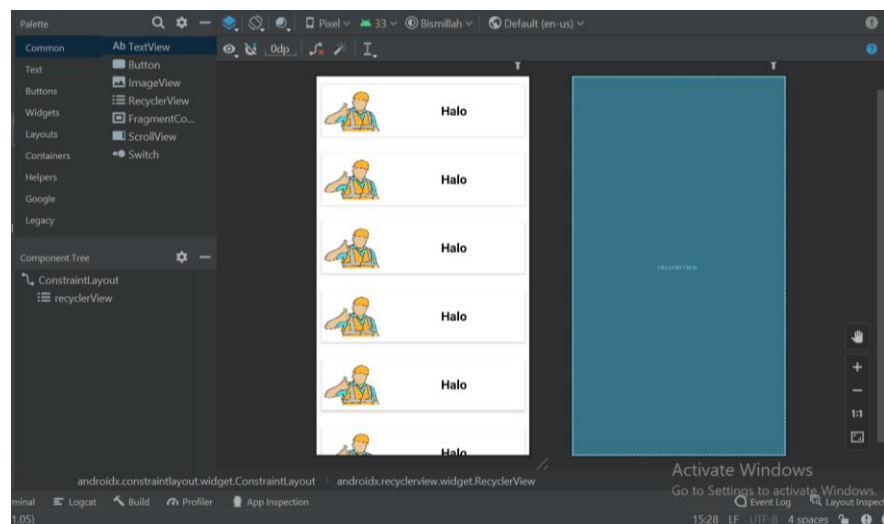 Palette
Pixel 33 Bismillah Default (en-us)
Common
Text
Buttons
Widgets
Layouts
Containers
Helpers
Google
Legacy
Ab TextView
Button
ImageView
RecyclerView
FragmentCo...
ScrollView
Switch
0dp
Component Tree
ConstraintLayout
recyclerView
Halo
Halo
Halo
Halo
Halo
Halo
recyclerView
1:1
Activate Windows
Go to Settings to activate Windows.
androidx.constraintlayout.widget.ConstraintLayout androidx.recyclerview.widget.RecyclerView
minal Logcat Build Profiler App Inspection Event Log Layout Inspec
1.05) 15:28 LF UTF-8 4 spaces